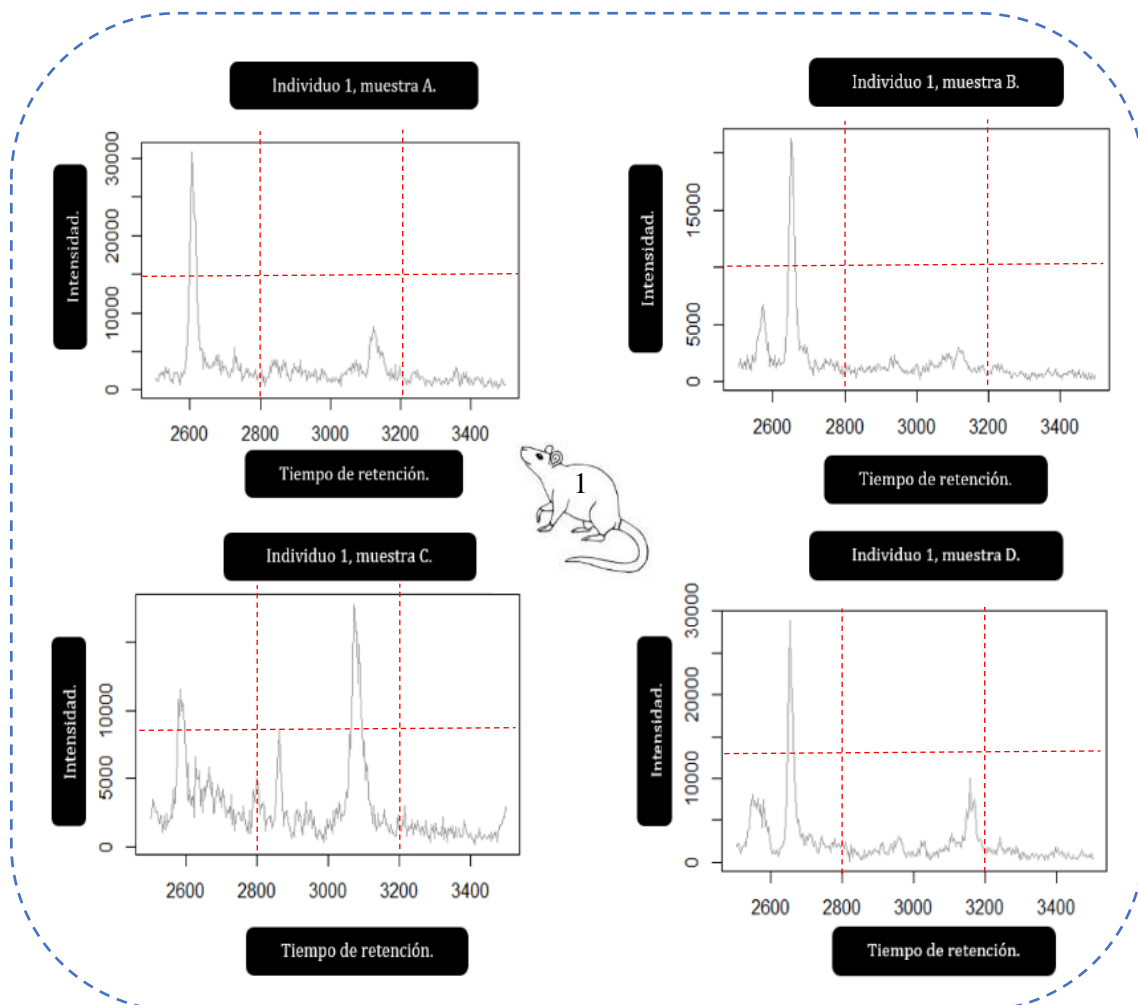 Individuo 1, muestra A.
Intensidad.
30000
20000
10000
0
2600 2800 3000 3200 3400
Tiempo de retención.
Individuo 1, muestra B.
Intensidad.
15000
5000
0
2600 2800 3000 3200 3400
Tiempo de retención.
1
Individuo 1, muestra C.
Intensidad.
10000
5000
0
2600 2800 3000 3200 3400
Tiempo de retención.
Individuo 1, muestra D.
Intensidad.
30000
20000
10000
0
2600 2800 3000 3200 3400
Tiempo de retención.